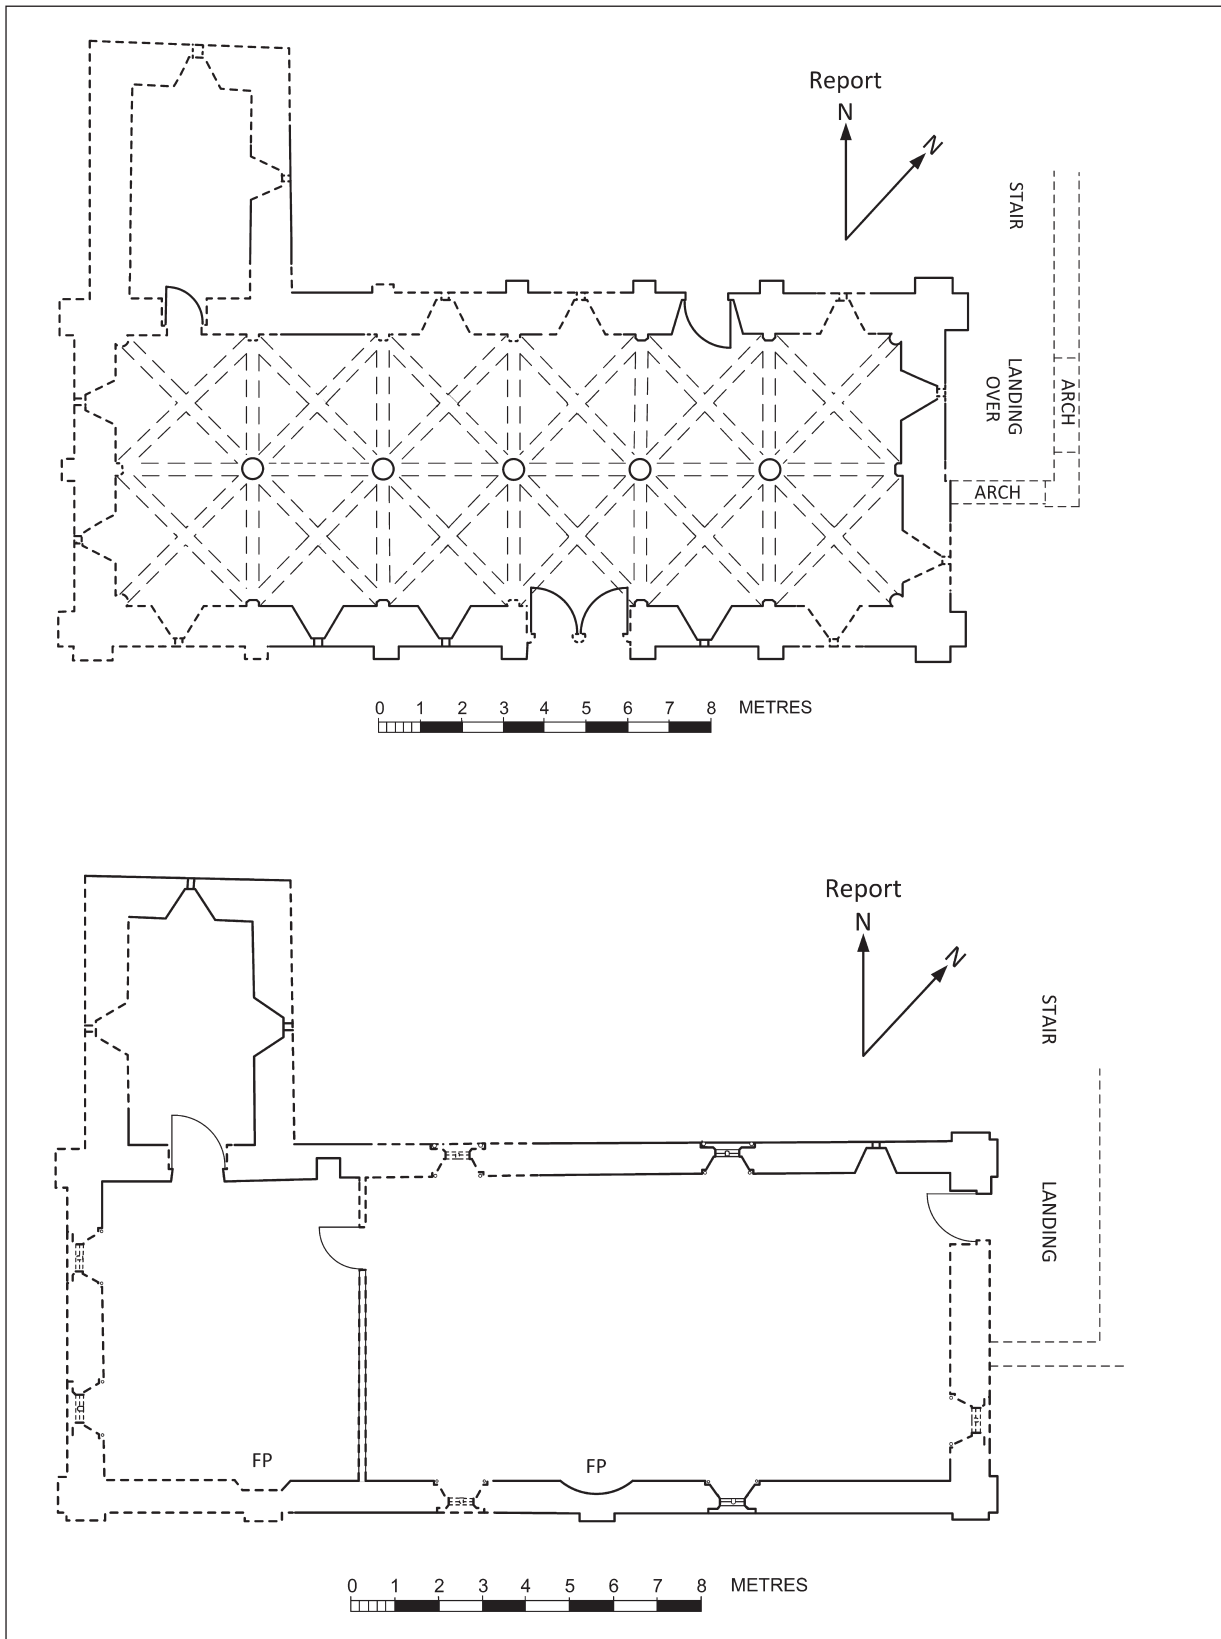 Report
N
N
STAIR
LANDING
OVER
ARCH
ARCH
0 1 2 3 4 5 6 7 8 METRES
Report
N
N
STAIR
LANDING
FP
FP
0 1 2 3 4 5 6 7 8 METRES